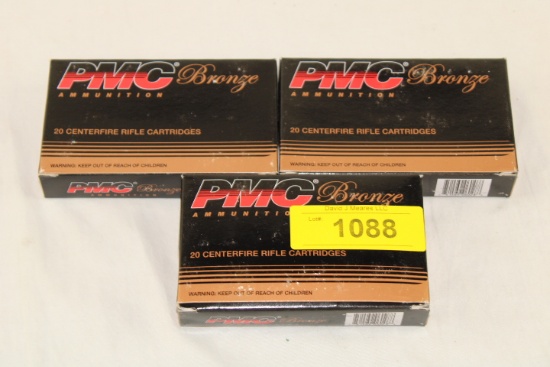 PMC Bronze
AMMUNITION
20 CENTERFIRE RIFLE CARTRIDGES
WARNING: KEEP OUT OF REACH OF CHILDREN
PMC Bronze
AMMUNITION
PMC Bronze
AMMUNITION
20 CENTERFIRE RIFLE CARTRIDGES
WARNING: KEEP OUT OF REACH OF CHILDREN
PMC Bronze
AMMUNITION
Lot#:
1088
20 CENTERFIRE RIFLE CARTRIDGES
WARNING: KEEP OUT OF REACH OF CHILDREN
PMC Bronze